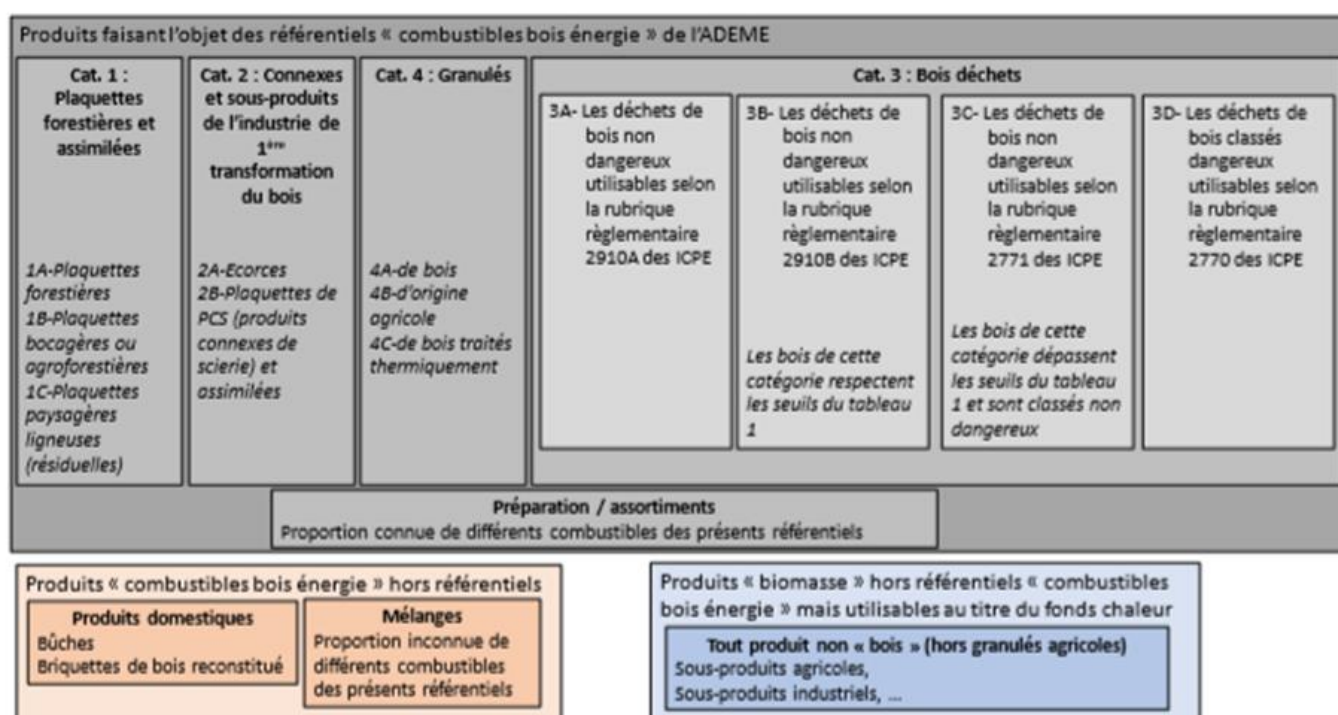 Produits faisant l'objet des référentiels « combustibles bois énergie » de l'ADEME
Cat. 1 :
Plaquettes
forestières et
assimilées
1A-Plaquettes
forestières
1B-Plaquettes
bocagères ou
agroforestières
1C-Plaquettes
paysagères
ligneuses
(résiduelles)
Cat. 2 : Connexes
et sous-produits
de l'industrie de
1ère
transformation
du bois
2A-Ecorces
2B-Plaquettes de
PCS (produits
connexes de
scierie) et
assimilées
Cat. 4 : Granulés
4A-de bois
4B-d'origine
agricole
4C-de bois traités
thermiquement
Cat. 3 : Bois déchets
3A- Les déchets de
bois non
dangereux
utilisables selon
la rubrique
règlementaire
2910A des ICPE
3B- Les déchets de
bois non
dangereux
utilisables selon
la rubrique
règlementaire
2910B des ICPE
Les bois de cette
catégorie respectent
les seuils du tableau
1
3C- Les déchets de
bois non
dangereux
utilisables selon
la rubrique
règlementaire
2771 des ICPE
Les bois de cette
catégorie dépassent
les seuils du tableau
1 et sont classés non
dangereux
3D- Les déchets de
bois classés
dangereux
utilisables selon
la rubrique
règlementaire
2770 des ICPE
Préparation / assortiments
Proportion connue de différents combustibles des présents référentiels
Produits « combustibles bois énergie » hors référentiels
Produits domestiques
Bûches
Briquettes de bois reconstitué
Mélanges
Proportion inconnue de
différents combustibles
des présents référentiels
Produits « biomasse » hors référentiels « combustibles
bois énergie » mais utilisables au titre du fonds chaleur
Tout produit non « bois » (hors granulés agricoles)
Sous-produits agricoles,
Sous-produits industriels, ...